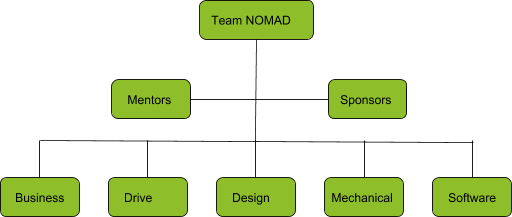 Team NOMAD
Mentors
Sponsors
Business
Drive
Design
Mechanical
Software